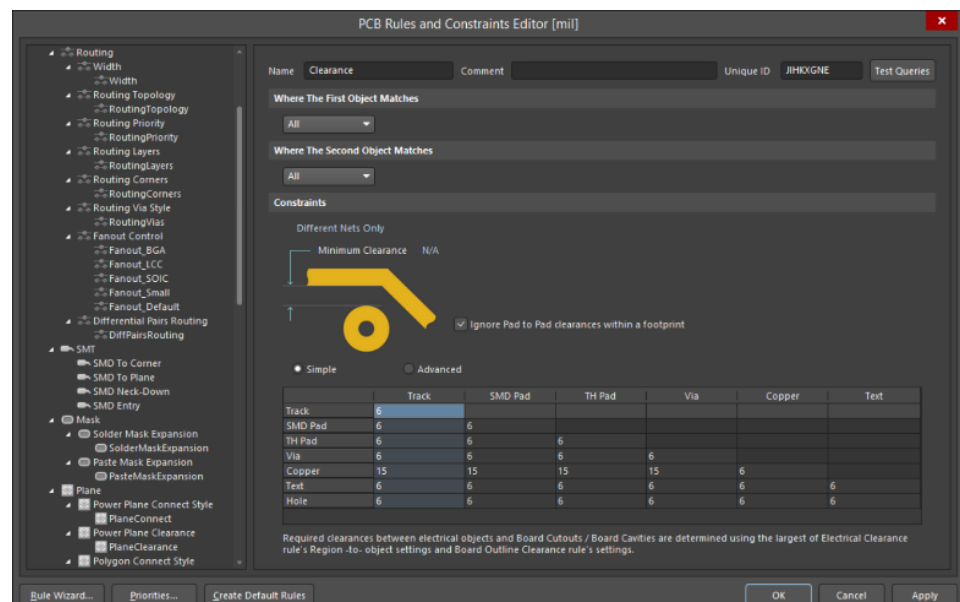 PCB Rules and Constraints Editor [mil]
Routing
Width
Width
Routing Topology
RoutingTopology
Routing Priority
RoutingPriority
Routing Layers
RoutingLayers
Routing Corners
RoutingCorners
Routing Via Style
RoutingVias
Fanout Control
Fanout_BGA
Fanout_LCC
Fanout_SOIC
Fanout_Small
Fanout_Default
Differential Pairs Routing
DiffPairsRouting
SMT
SMD To Corner
SMD To Plane
SMD Neck-Down
SMD Entry
Mask
Solder Mask Expansion
SolderMaskExpansion
Paste Mask Expansion
PasteMaskExpansion
Plane
Power Plane Connect Style
PlaneConnect
Power Plane Clearance
PlaneClearance
Polygon Connect Style
Name Clearance Comment Unique ID JIHKXGNE Test Queries
Where The First Object Matches
All
Where The Second Object Matches
All
Constraints
Different Nets Only
Minimum Clearance N/A
Ignore Pad to Pad clearances within a footprint
Simple Advanced
Track SMD Pad TH Pad Via Copper Text
Track 6
SMD Pad 6 6
TH Pad 6 6 6
Via 6 6 6 6
Copper 15 15 15 15 6
Text 6 6 6 6 6 6
Hole 6 6 6 6 6 6
Required clearances between electrical objects and Board Cutouts / Board Cavities are determined using the largest of Electrical Clearance
rule's Region -to- object settings and Board Outline Clearance rule's settings.
Rule Wizard... Priorities... Create Default Rules OK Cancel Apply